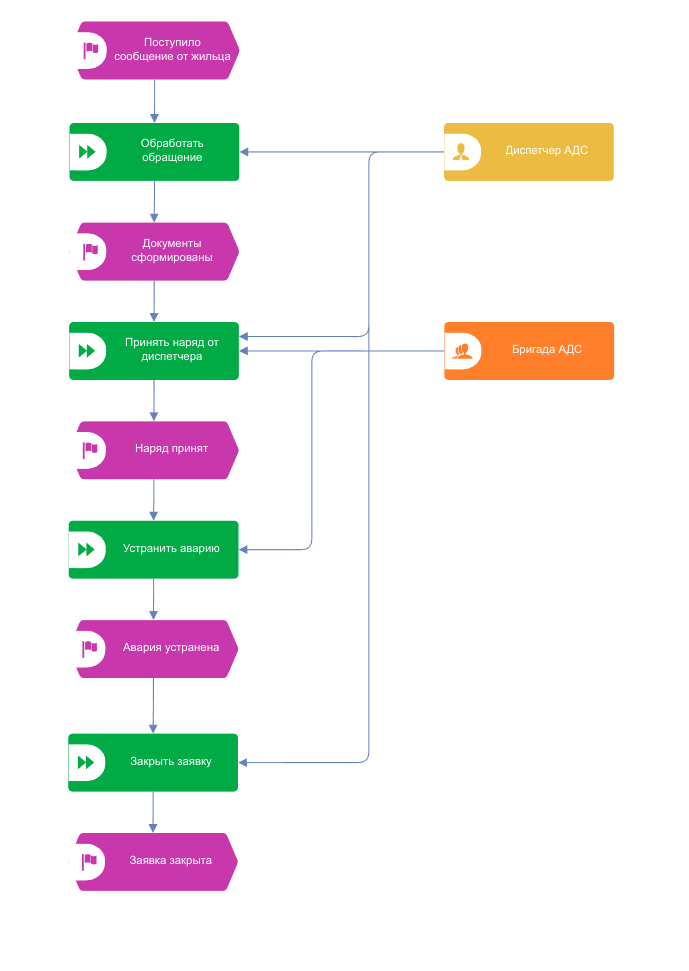 Поступило
сообщение от жильца
Обработать
обращение
Диспетчер АДС
Документы
сформированы
Принять наряд от
диспетчера
Бригада АДС
Наряд принят
Устранить аварию
Авария устранена
Закрыть заявку
Заявка закрыта